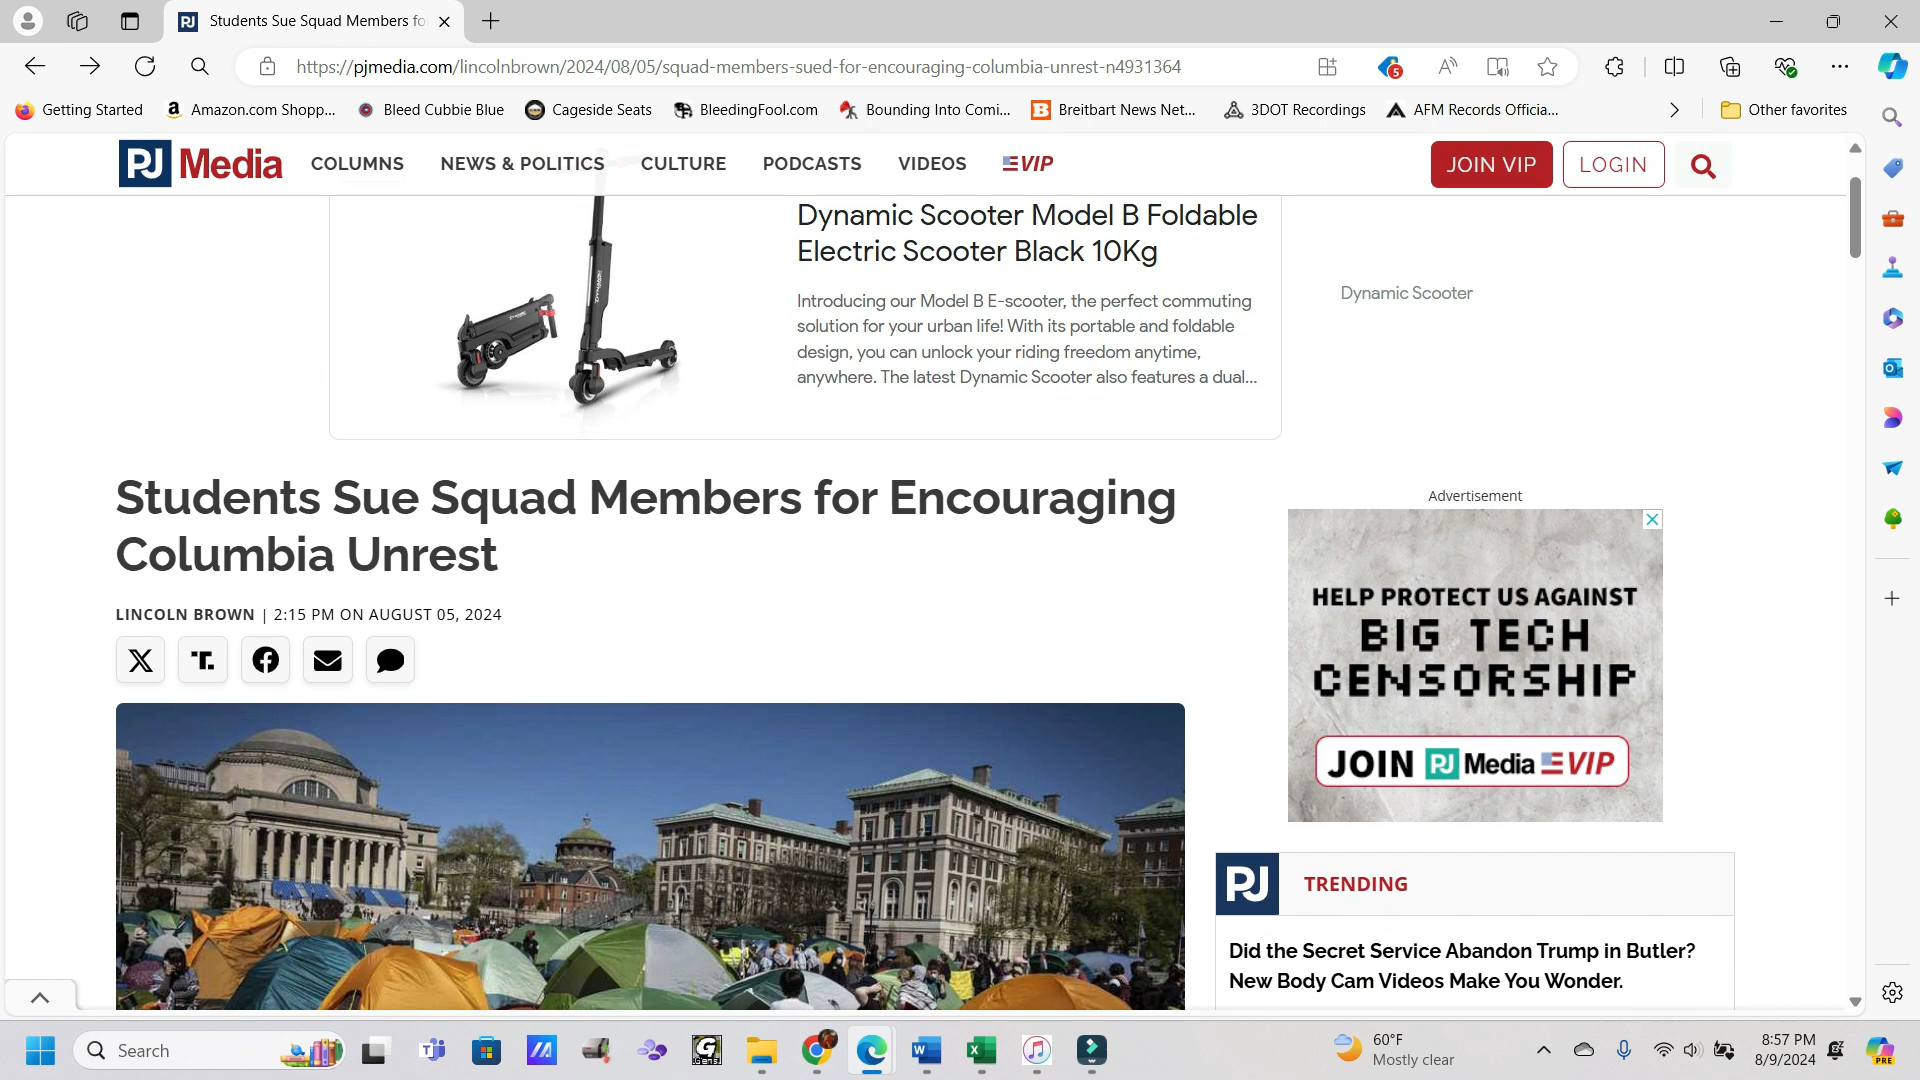 Students Sue Squad Members fo
https://pjmedia.com/lincolnbrown/2024/08/05/squad-members-sued-for-encouraging-columbia-unrest-n4931364
5
Getting Started
Amazon.com Shopp...
Bleed Cubbie Blue
Cageside Seats
BleedingFool.com
Bounding Into Comi...
Breitbart News Net...
3DOT Recordings
AFM Records Officia...
Other favorites
PJ Media
COLUMNS
NEWS & POLITICS
CULTURE
PODCASTS
VIDEOS
VIP
JOIN VIP
LOGIN
Dynamic Scooter Model B Foldable
Electric Scooter Black 10Kg
Introducing our Model B E-scooter, the perfect commuting
solution for your urban life! With its portable and foldable
design, you can unlock your riding freedom anytime,
anywhere. The latest Dynamic Scooter also features a dual...
Dynamic Scooter
Students Sue Squad Members for Encouraging
Columbia Unrest
LINCOLN BROWN | 2:15 PM ON AUGUST 05, 2024
Advertisement
HELP PROTECT US AGAINST
BIG TECH
CENSORSHIP
JOIN PJ Media VIP
PJ
TRENDING
Did the Secret Service Abandon Trump in Butler?
New Body Cam Videos Make You Wonder.
Search
60°F
Mostly clear
8:57 PM
8/9/2024